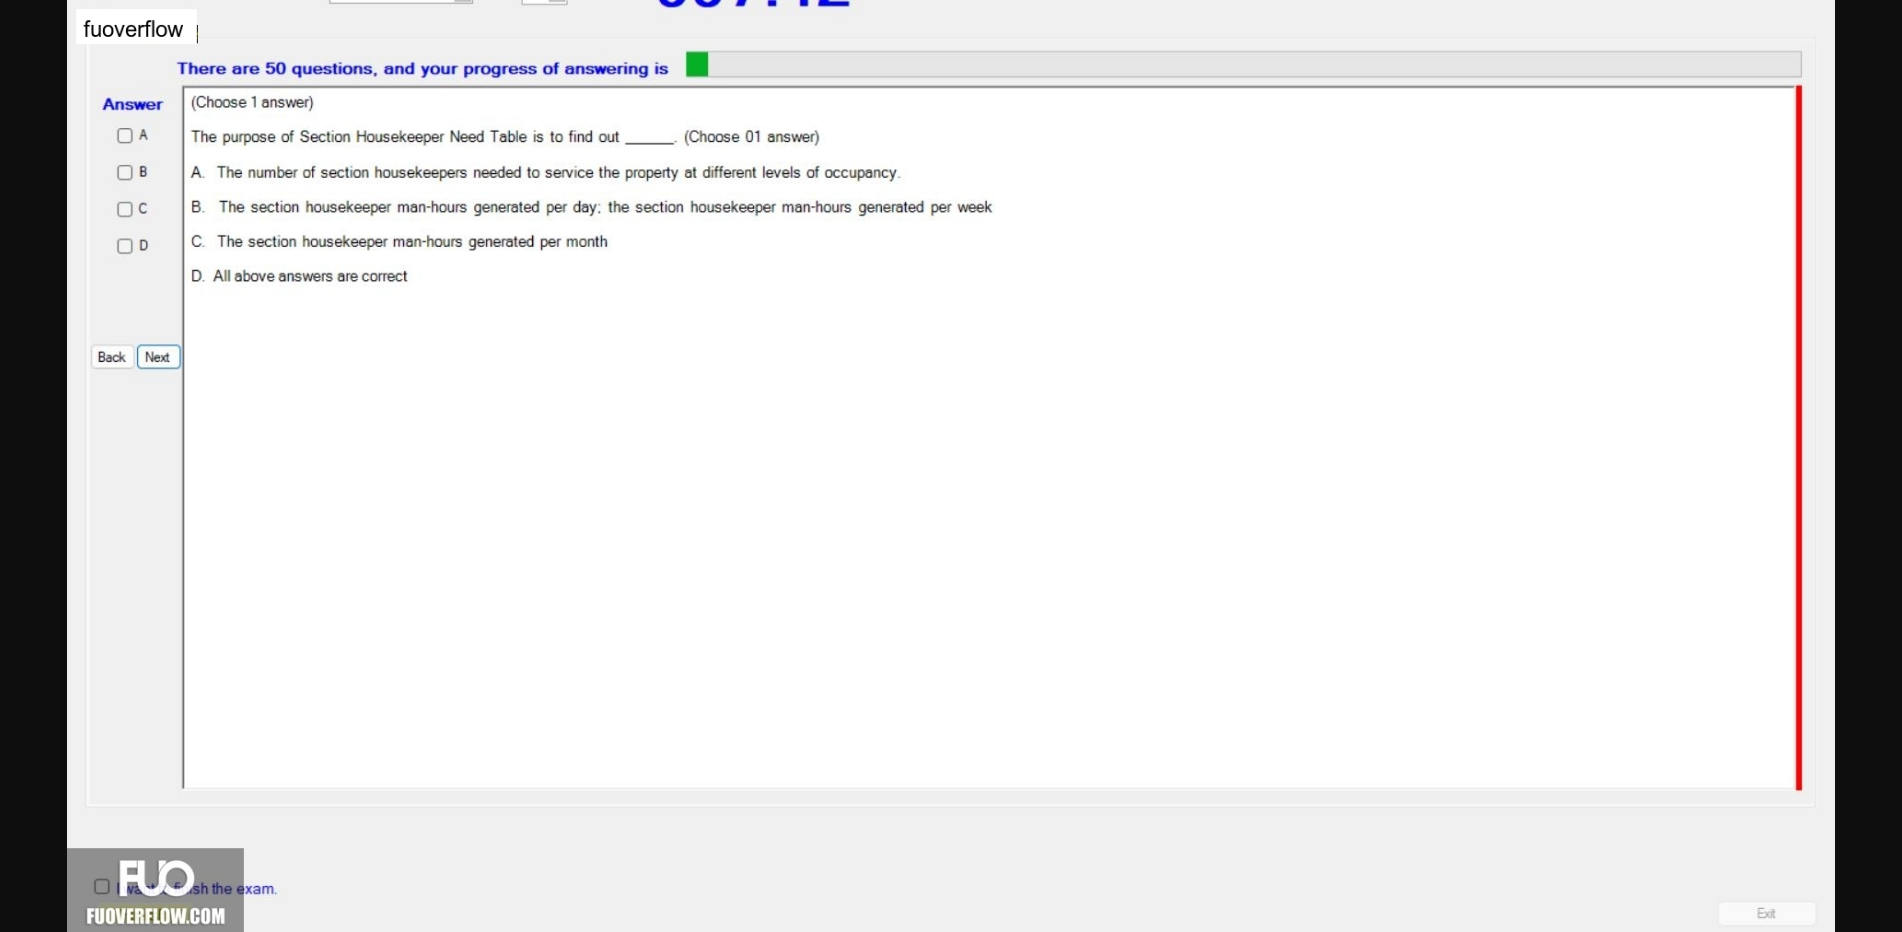 fuoverflow
There are 50 questions, and your progress of answering is
Answer
(Choose 1 answer)
A
The purpose of Section Housekeeper Need Table is to find out ______. (Choose 01 answer)
B
A. The number of section housekeepers needed to service the property at different levels of occupancy.
C
B. The section housekeeper man-hours generated per day; the section housekeeper man-hours generated per week
D
C. The section housekeeper man-hours generated per month
D. All above answers are correct
Back
Next
FUO
I want finish the exam.
FUOVERFLOW.COM
Exit